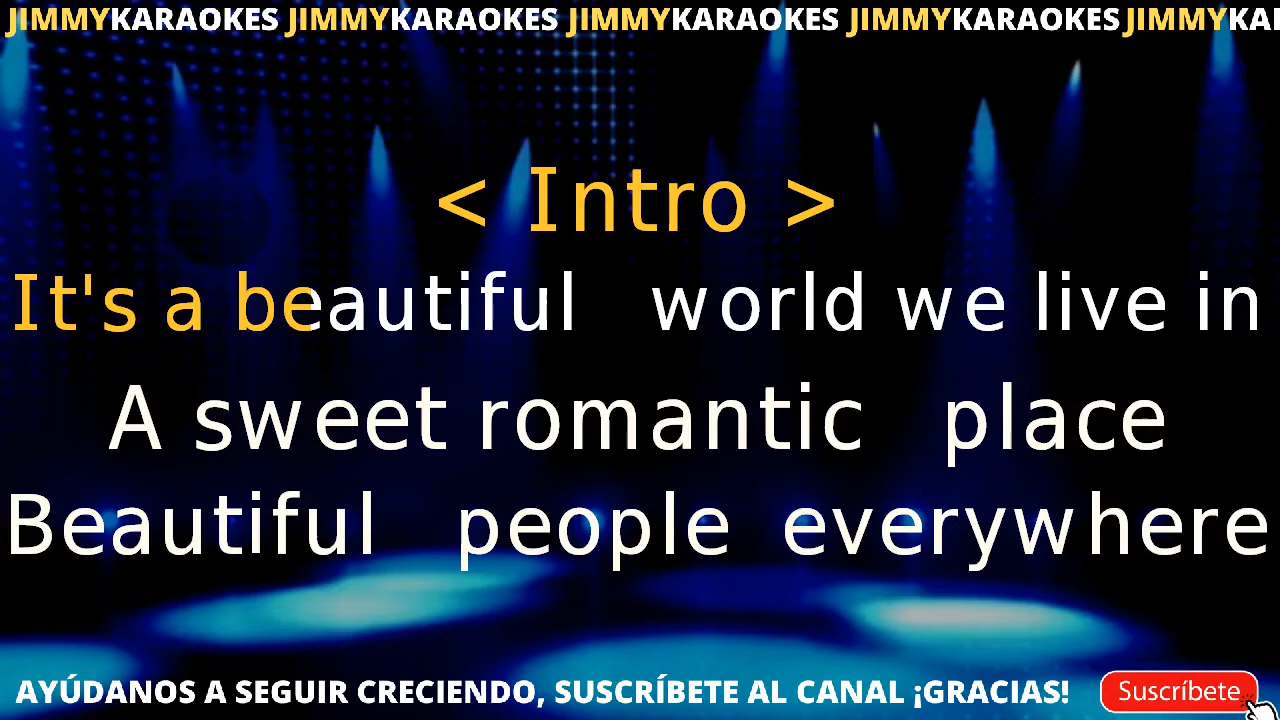 JIMMYKARAOKES JIMMYKARAOKES JIMMYKARAOKES JIMMYKARAOKES JIMMYKAI
< Intro >
It's a beautiful world we live in
A sweet romantic place
Beautiful people everywhere
AYÚDANOS A SEGUIR CRECIENDO, SUSCRÍBETE AL CANAL ¡GRACIAS! Suscríbete